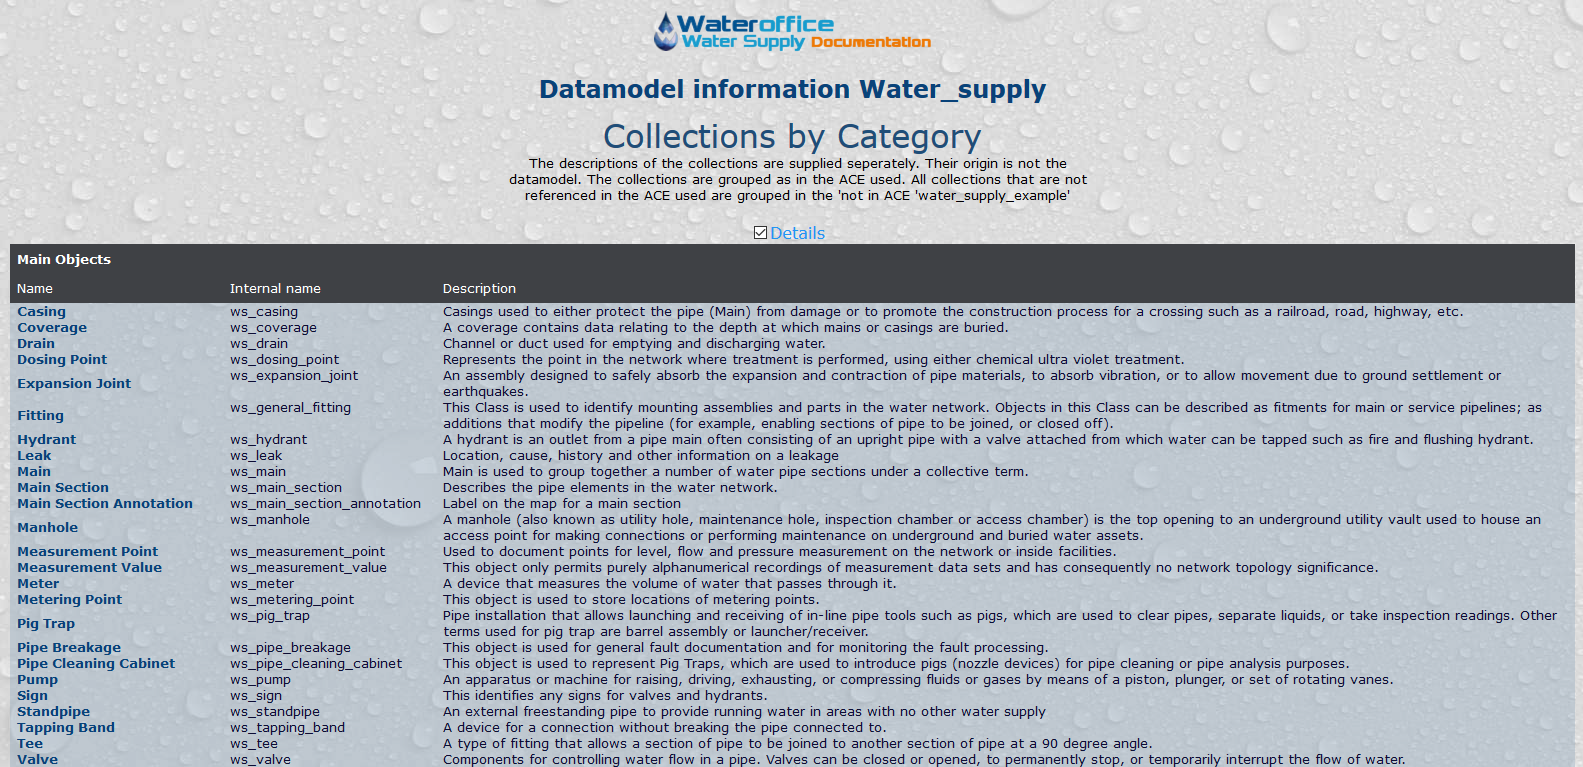 Wateroffice
Water Supply Documentation
Datamodel information Water_supply
Collections by Category
The descriptions of the collections are supplied seperately. Their origin is not the
datamodel. The collections are grouped as in the ACE used. All collections that are not
referenced in the ACE used are grouped in the 'not in ACE 'water_supply_example'
Details
Main Objects
Name Internal name Description
Casing ws_casing Casings used to either protect the pipe (Main) from damage or to promote the construction process for a crossing such as a railroad, road, highway, etc.
Coverage ws_coverage A coverage contains data relating to the depth at which mains or casings are buried.
Drain ws_drain Channel or duct used for emptying and discharging water.
Dosing Point ws_dosing_point Represents the point in the network where treatment is performed, using either chemical ultra violet treatment.
Expansion Joint ws_expansion_joint An assembly designed to safely absorb the expansion and contraction of pipe materials, to absorb vibration, or to allow movement due to ground settlement or
earthquakes.
Fitting ws_general_fitting This Class is used to identify mounting assemblies and parts in the water network. Objects in this Class can be described as fitments for main or service pipelines; as
additions that modify the pipeline (for example, enabling sections of pipe to be joined, or closed off).
Hydrant ws_hydrant A hydrant is an outlet from a pipe main often consisting of an upright pipe with a valve attached from which water can be tapped such as fire and flushing hydrant.
Leak ws_leak Location, cause, history and other information on a leakage
Main ws_main Main is used to group together a number of water pipe sections under a collective term.
Main Section ws_main_section Describes the pipe elements in the water network.
Main Section Annotation ws_main_section_annotation Label on the map for a main section
Manhole ws_manhole A manhole (also known as utility hole, maintenance hole, inspection chamber or access chamber) is the top opening to an underground utility vault used to house an
access point for making connections or performing maintenance on underground and buried water assets.
Measurement Point ws_measurement_point Used to document points for level, flow and pressure measurement on the network or inside facilities.
Measurement Value ws_measurement_value This object only permits purely alphanumerical recordings of measurement data sets and has consequently no network topology significance.
Meter ws_meter A device that measures the volume of water that passes through it.
Metering Point ws_metering_point This object is used to store locations of metering points.
Pig Trap ws_pig_trap Pipe installation that allows launching and receiving of in-line pipe tools such as pigs, which are used to clear pipes, separate liquids, or take inspection readings. Other
terms used for pig trap are barrel assembly or launcher/receiver.
Pipe Breakage ws_pipe_breakage This object is used for general fault documentation and for monitoring the fault processing.
Pipe Cleaning Cabinet ws_pipe_cleaning_cabinet This object is used to represent Pig Traps, which are used to introduce pigs (nozzle devices) for pipe cleaning or pipe analysis purposes.
Pump ws_pump An apparatus or machine for raising, driving, exhausting, or compressing fluids or gases by means of a piston, plunger, or set of rotating vanes.
Sign ws_sign This identifies any signs for valves and hydrants.
Standpipe ws_standpipe An external freestanding pipe to provide running water in areas with no other water supply
Tapping Band ws_tapping_band A device for a connection without breaking the pipe connected to.
Tee ws_tee A type of fitting that allows a section of pipe to be joined to another section of pipe at a 90 degree angle.
Valve ws_valve Components for controlling water flow in a pipe. Valves can be closed or opened, to permanently stop, or temporarily interrupt the flow of water.